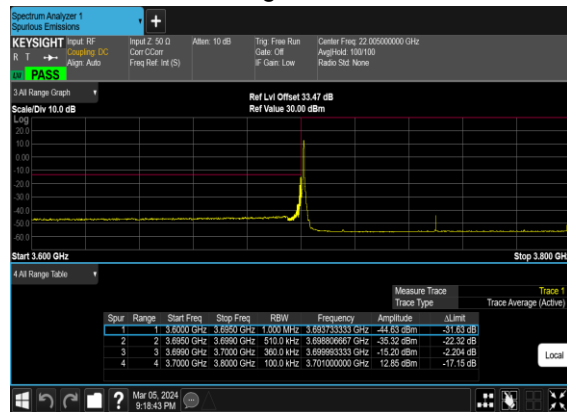 Spectrum Analyzer 1
Spurious Emissions
+
KEYSIGHT Input: RF Input Z: 50 Ω Atten: 10 dB Trig: Free Run Center Freq: 22.005000000 GHz
R T Coupling: DC Corr CCorr Gate: Off Avg|Hold: 100/100
Align: Auto Freq Ref: Int (S) IF Gain: Low Radio Std: None
LW PASS
3 All Range Graph Ref Lvl Offset 33.47 dB
Scale/Div 10.0 dB Ref Value 30.00 dBm
Log
20.0
10.0
0.00
-10.0
-20.0
-30.0
-40.0
-50.0
-60.0
Start 3.600 GHz Stop 3.800 GHz
4 All Range Table
Measure Trace Trace 1
Trace Type Trace Average (Active)
Spur Range Start Freq Stop Freq RBW Frequency Amplitude ΔLimit
1 1 3.6000 GHz 3.6950 GHz 1.000 MHz 3.693733333 GHz -44.63 dBm -31.63 dB
2 2 3.6950 GHz 3.6990 GHz 510.0 kHz 3.698806667 GHz -35.32 dBm -22.32 dB
3 3 3.6990 GHz 3.7000 GHz 360.0 kHz 3.699993333 GHz -15.20 dBm -2.204 dB
4 4 3.7000 GHz 3.8000 GHz 100.0 kHz 3.701000000 GHz 12.85 dBm -17.15 dB
Local
? Mar 05, 2024
9:18:43 PM